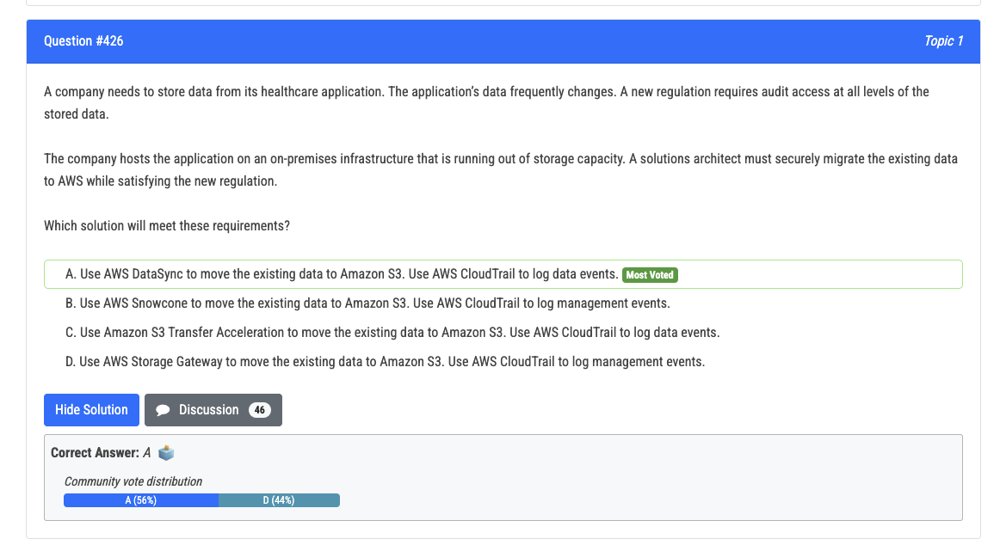 Question #426
Topic 1
A company needs to store data from its healthcare application. The application's data frequently changes. A new regulation requires audit access at all levels of the
stored data.
The company hosts the application on an on-premises infrastructure that is running out of storage capacity. A solutions architect must securely migrate the existing data
to AWS while satisfying the new regulation.
Which solution will meet these requirements?
A. Use AWS DataSync to move the existing data to Amazon S3. Use AWS CloudTrail to log data events. Most Voted
B. Use AWS Snowcone to move the existing data to Amazon S3. Use AWS CloudTrail to log management events.
C. Use Amazon S3 Transfer Acceleration to move the existing data to Amazon S3. Use AWS CloudTrail to log data events.
D. Use AWS Storage Gateway to move the existing data to Amazon S3. Use AWS CloudTrail to log management events.
Hide Solution
Discussion 46
Correct Answer: A
Community vote distribution
A (56%)
D (44%)